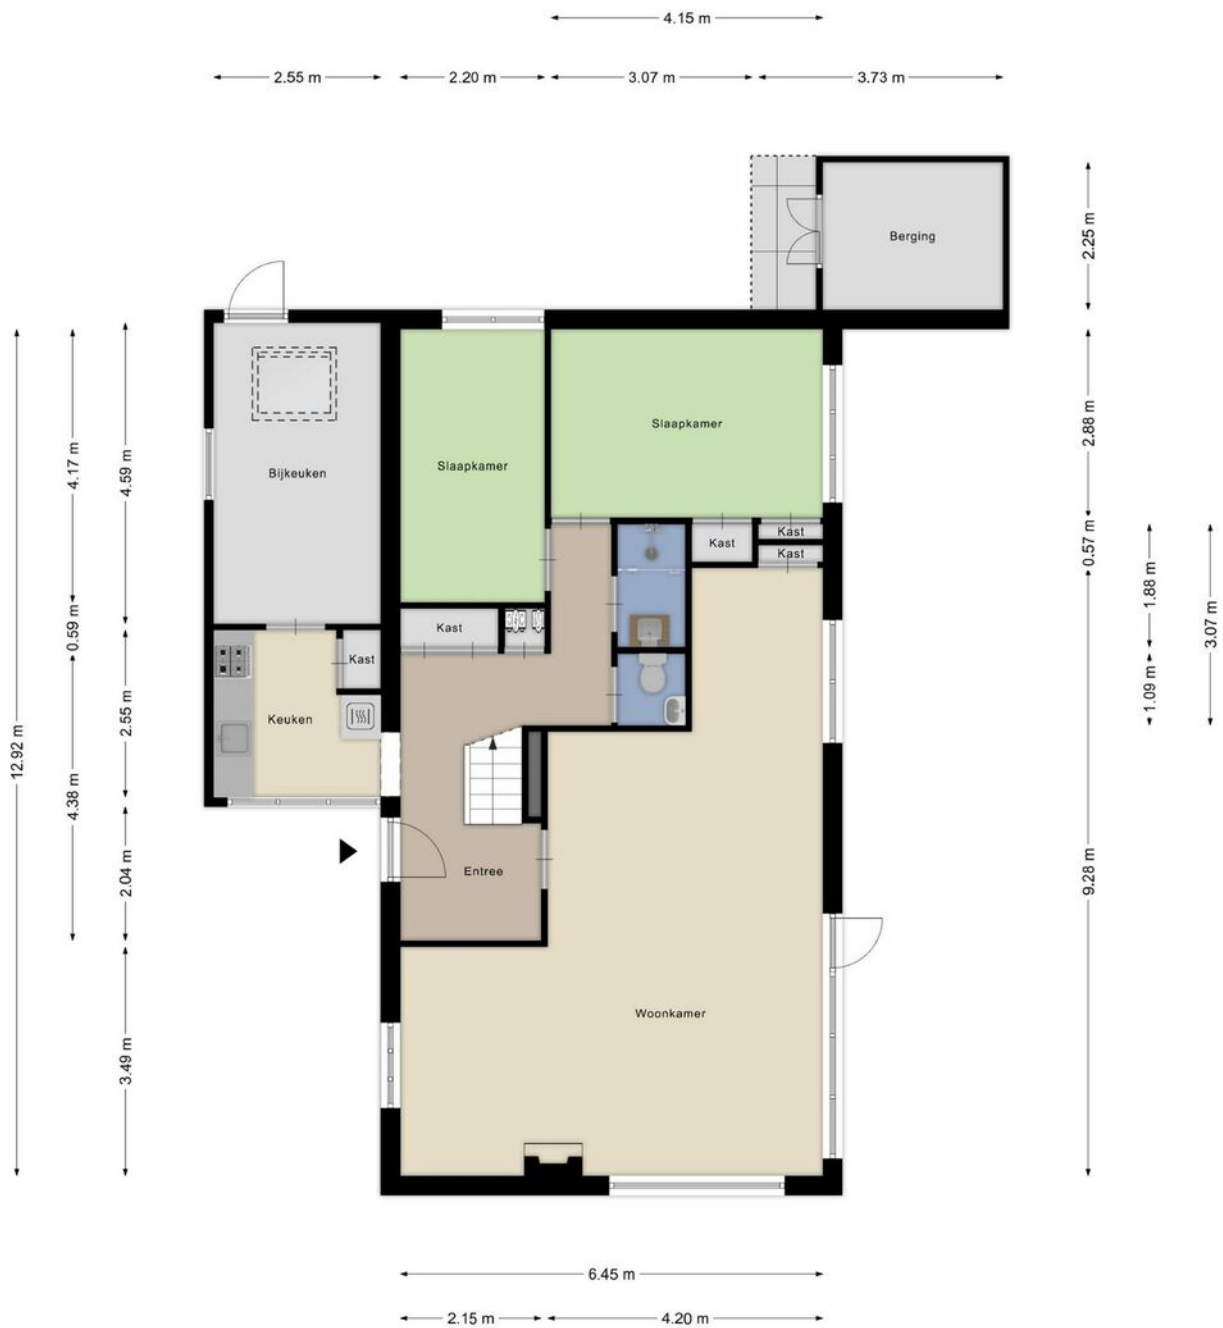 4.15 m
2.55 m
2.20 m
3.07 m
3.73 m
Berging
2.25 m
Slaapkamer
2.88 m
4.17 m
4.59 m
Bijkeuken
Slaapkamer
Kast
Kast
Kast
0.57 m
1.88 m
3.07 m
0.59 m
Kast
Kast
2.55 m
Keuken
1.09 m
12.92 m
4.38 m
2.04 m
Entree
9.28 m
Woonkamer
3.49 m
6.45 m
2.15 m
4.20 m